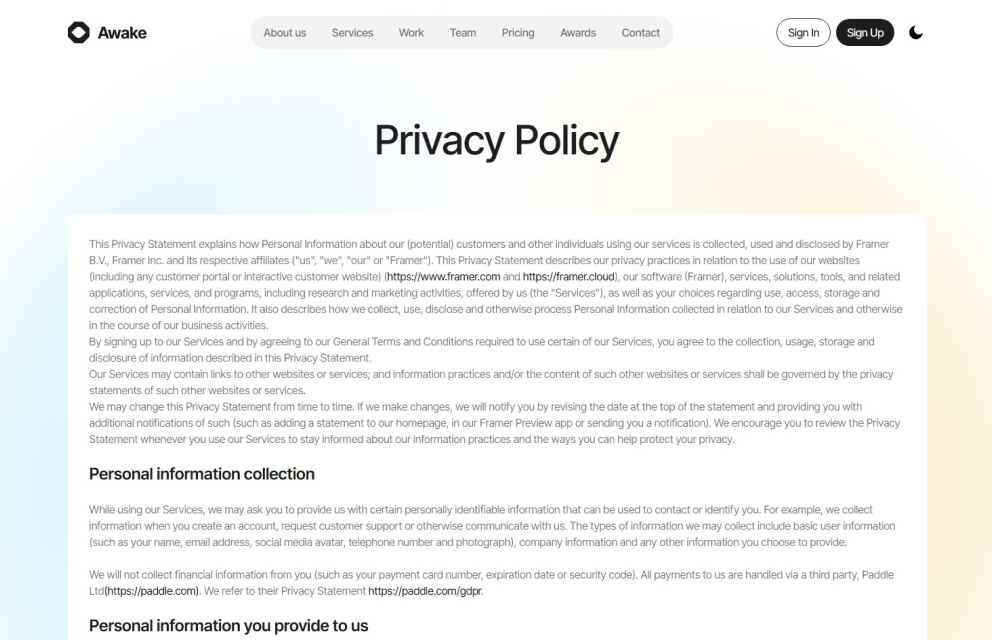 Awake
About us
Services
Work
Team
Pricing
Awards
Contact
Sign In
Sign Up
Privacy Policy
This Privacy Statement explains how Personal Information about our (potential) customers and other individuals using our services is collected, used and disclosed by Framer
B.V., Framer Inc. and its respective affiliates ("us", "we", "our" or "Framer"). This Privacy Statement describes our privacy practices in relation to the use of our websites
(including any customer portal or interactive customer website) (https://www.framer.com and https://framer.cloud), our software (Framer), services, solutions, tools, and related
applications, services, and programs, including research and marketing activities, offered by us (the "Services"), as well as your choices regarding use, access, storage and
correction of Personal Information. It also describes how we collect, use, disclose and otherwise process Personal Information collected in relation to our Services and otherwise
in the course of our business activities.
By signing up to our Services and by agreeing to our General Terms and Conditions required to use certain of our Services, you agree to the collection, usage, storage and
disclosure of information described in this Privacy Statement.
Our Services may contain links to other websites or services; and information practices and/or the content of such other websites or services shall be governed by the privacy
statements of such other websites or services.
We may change this Privacy Statement from time to time. If we make changes, we will notify you by revising the date at the top of the statement and providing you with
additional notifications of such (such as adding a statement to our homepage, in our Framer Preview app or sending you a notification). We encourage you to review the Privacy
Statement whenever you use our Services to stay informed about our information practices and the ways you can help protect your privacy.
Personal information collection
While using our Services, we may ask you to provide us with certain personally identifiable information that can be used to contact or identify you. For example, we collect
information when you create an account, request customer support or otherwise communicate with us. The types of information we may collect include basic user information
(such as your name, email address, social media avatar, telephone number and photograph), company information and any other information you choose to provide.
We will not collect financial information from you (such as your payment card number, expiration date or security code). All payments to us are handled via a third party, Paddle
Ltd(https://paddle.com). We refer to their Privacy Statement https://paddle.com/gdpr.
Personal information you provide to us